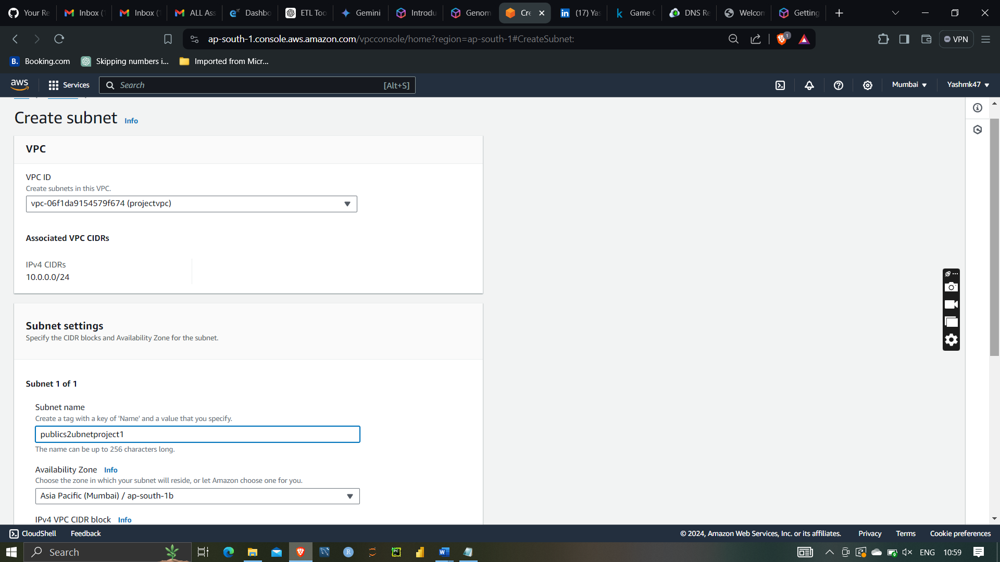 Your Re
Inbox (1
Inbox (1
ALL Ass
Dashbo
ETL Too
Gemini
Introdu
Genom
Cre
(17) Yas
Game C
DNS Re
Welcom
Getting
ap-south-1.console.aws.amazon.com/vpcconsole/home?region=ap-south-1#CreateSubnet:
1
VPN
B. Booking.com
Skipping numbers i...
Imported from Micr...
aws
Services
Search
[Alt+S]
Mumbai
Yashmk47
Create subnet Info
VPC
VPC ID
Create subnets in this VPC.
vpc-06f1da9154579f674 (projectvpc)
Associated VPC CIDRs
IPv4 CIDRs
10.0.0.0/24
Subnet settings
Specify the CIDR blocks and Availability Zone for the subnet.
Subnet 1 of 1
Subnet name
Create a tag with a key of 'Name' and a value that you specify.
publics2ubnetproject1
The name can be up to 256 characters long.
Availability Zone Info
Choose the zone in which your subnet will reside, or let Amazon choose one for you.
Asia Pacific (Mumbai) / ap-south-1b
IPv4 VPC CIDR block Info
CloudShell
Feedback
© 2024, Amazon Web Services, Inc. or its affiliates.
Privacy
Terms
Cookie preferences
Search
ENG
10:59